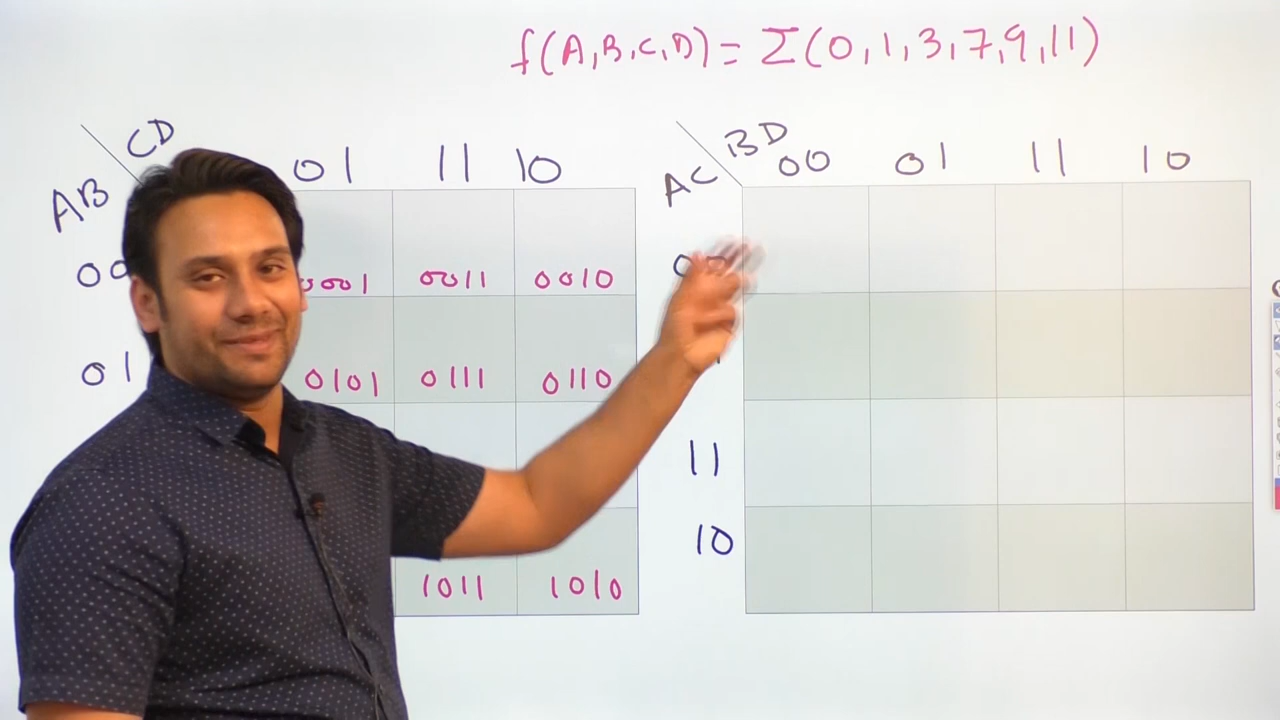 f(A,B,C,D) = Σ(0,1,3,7,9,11)
CD
AB
01 11 10
00
0001 0011 0010
01
0101 0111 0110
1011 1010
BD
AC
00 01 11 10
00
11
10